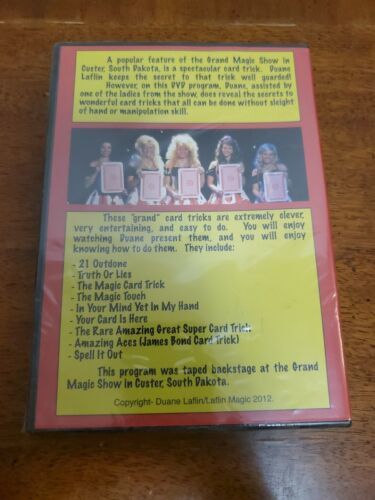 A popular feature of the Grand Magic Show in
Custer, South Dakota, is a spectacular card trick. Duane
Laflin keeps the secret to that trick well guarded!
However, on this DVD program, Duane, assisted by
one of the ladies from the show, does reveal the secrets to
wonderful card tricks that all can be done without sleight
of hand or manipulation skill.
These "grand" card tricks are extremely clever,
very entertaining, and easy to do. You will enjoy
watching Duane present them, and you will enjoy
knowing how to do them. They include:
- 21 Outdone
- Truth Or Lies
- The Magic Card Trick
- The Magic Touch
- In Your Mind Yet In My Hand
- Your Card Is Here
- The Rare Amazing Great Super Card Trick
- Amazing Aces (James Bond Card Trick)
- Spell It Out
This program was taped backstage at the Grand
Magic Show in Custer, South Dakota.
Copyright- Duane Laflin/Laflin Magic 2012.